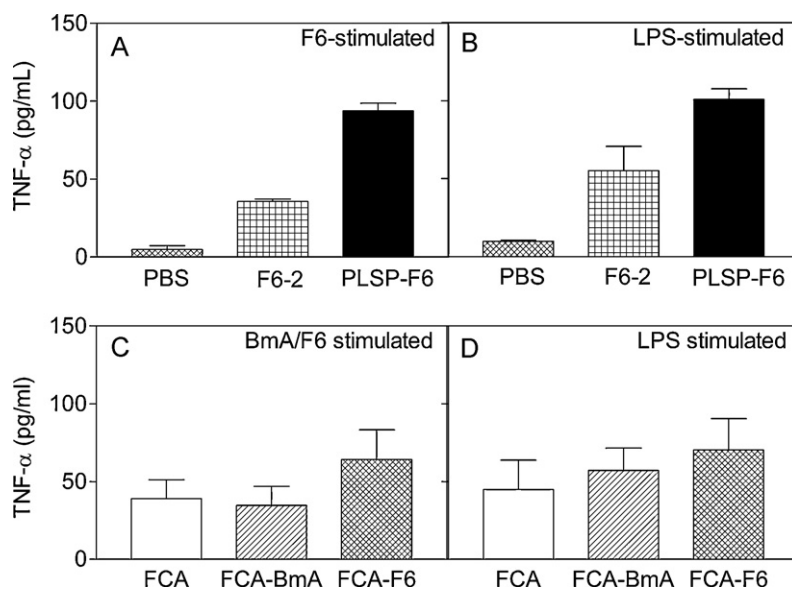 A
F6-stimulated
B
LPS-stimulated
TNF-α (pg/mL)
150
100
50
0
PBS
F6-2
PLSP-F6
PBS
F6-2
PLSP-F6
C
BmA/F6 stimulated
D
LPS stimulated
TNF-α (pg/ml)
150
100
50
0
FCA
FCA-BmA
FCA-F6
FCA
FCA-BmA
FCA-F6